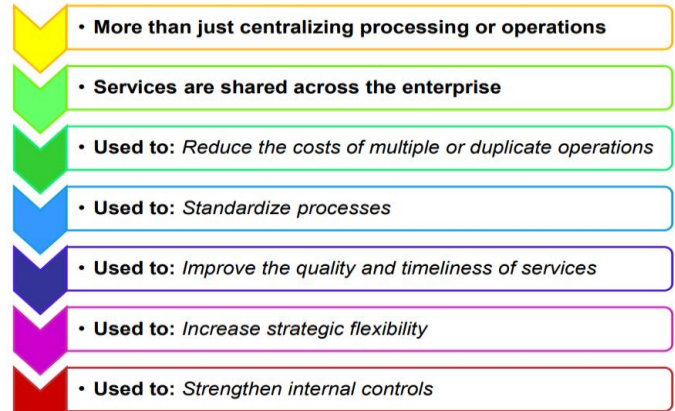 • More than just centralizing processing or operations
• Services are shared across the enterprise
• Used to: Reduce the costs of multiple or duplicate operations
• Used to: Standardize processes
• Used to: Improve the quality and timeliness of services
• Used to: Increase strategic flexibility
• Used to: Strengthen internal controls